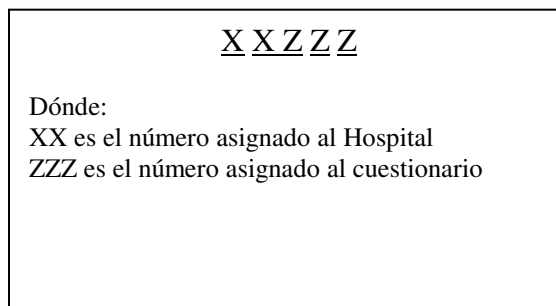 X X Z Z Z
Dónde:
XX es el número asignado al Hospital
ZZZ es el número asignado al cuestionario